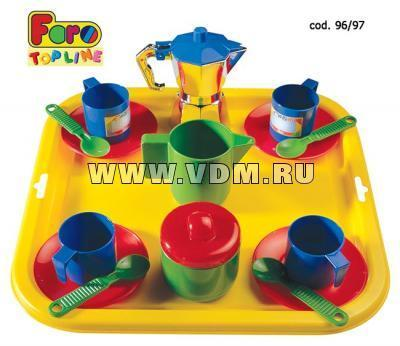 Faro
TOP LINE
cod. 96/97
WWW.VDM.RU